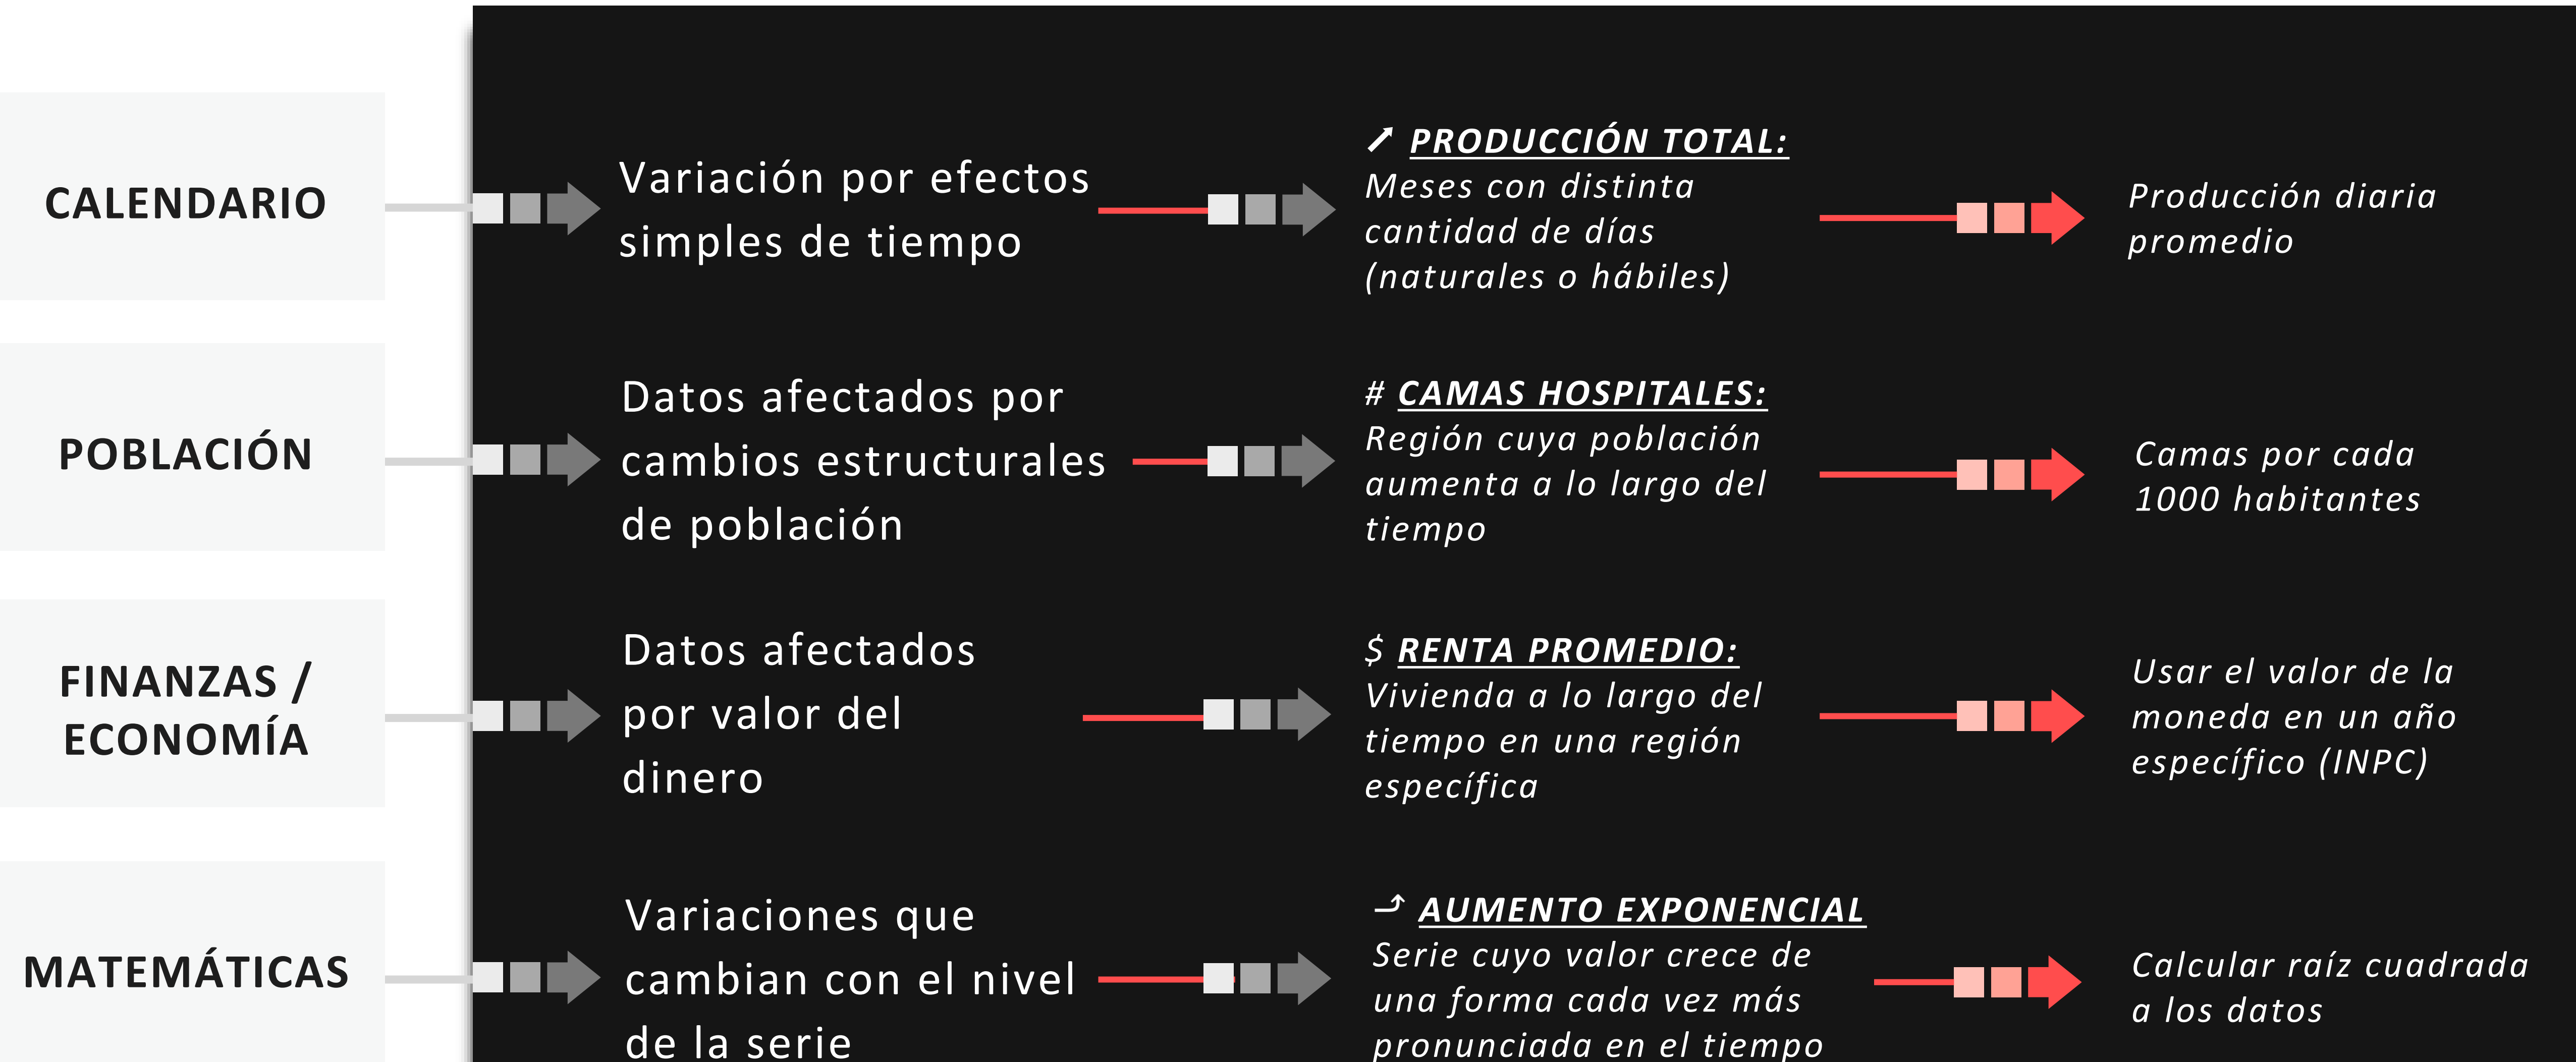 CALENDARIO
Variación por efectos
simples de tiempo
➚ PRODUCCIÓN TOTAL:
Meses con distinta
cantidad de días
(naturales o hábiles)
Producción diaria
promedio
POBLACIÓN
Datos afectados por
cambios estructurales
de población
# CAMAS HOSPITALES:
Región cuya población
aumenta a lo largo del
tiempo
Camas por cada
1000 habitantes
FINANZAS /
ECONOMÍA
Datos afectados
por valor del
dinero
$ RENTA PROMEDIO:
Vivienda a lo largo del
tiempo en una región
específica
Usar el valor de la
moneda en un año
específico (INPC)
MATEMÁTICAS
Variaciones que
cambian con el nivel
de la serie
⤴ AUMENTO EXPONENCIAL
Serie cuyo valor crece de
una forma cada vez más
pronunciada en el tiempo
Calcular raíz cuadrada
a los datos